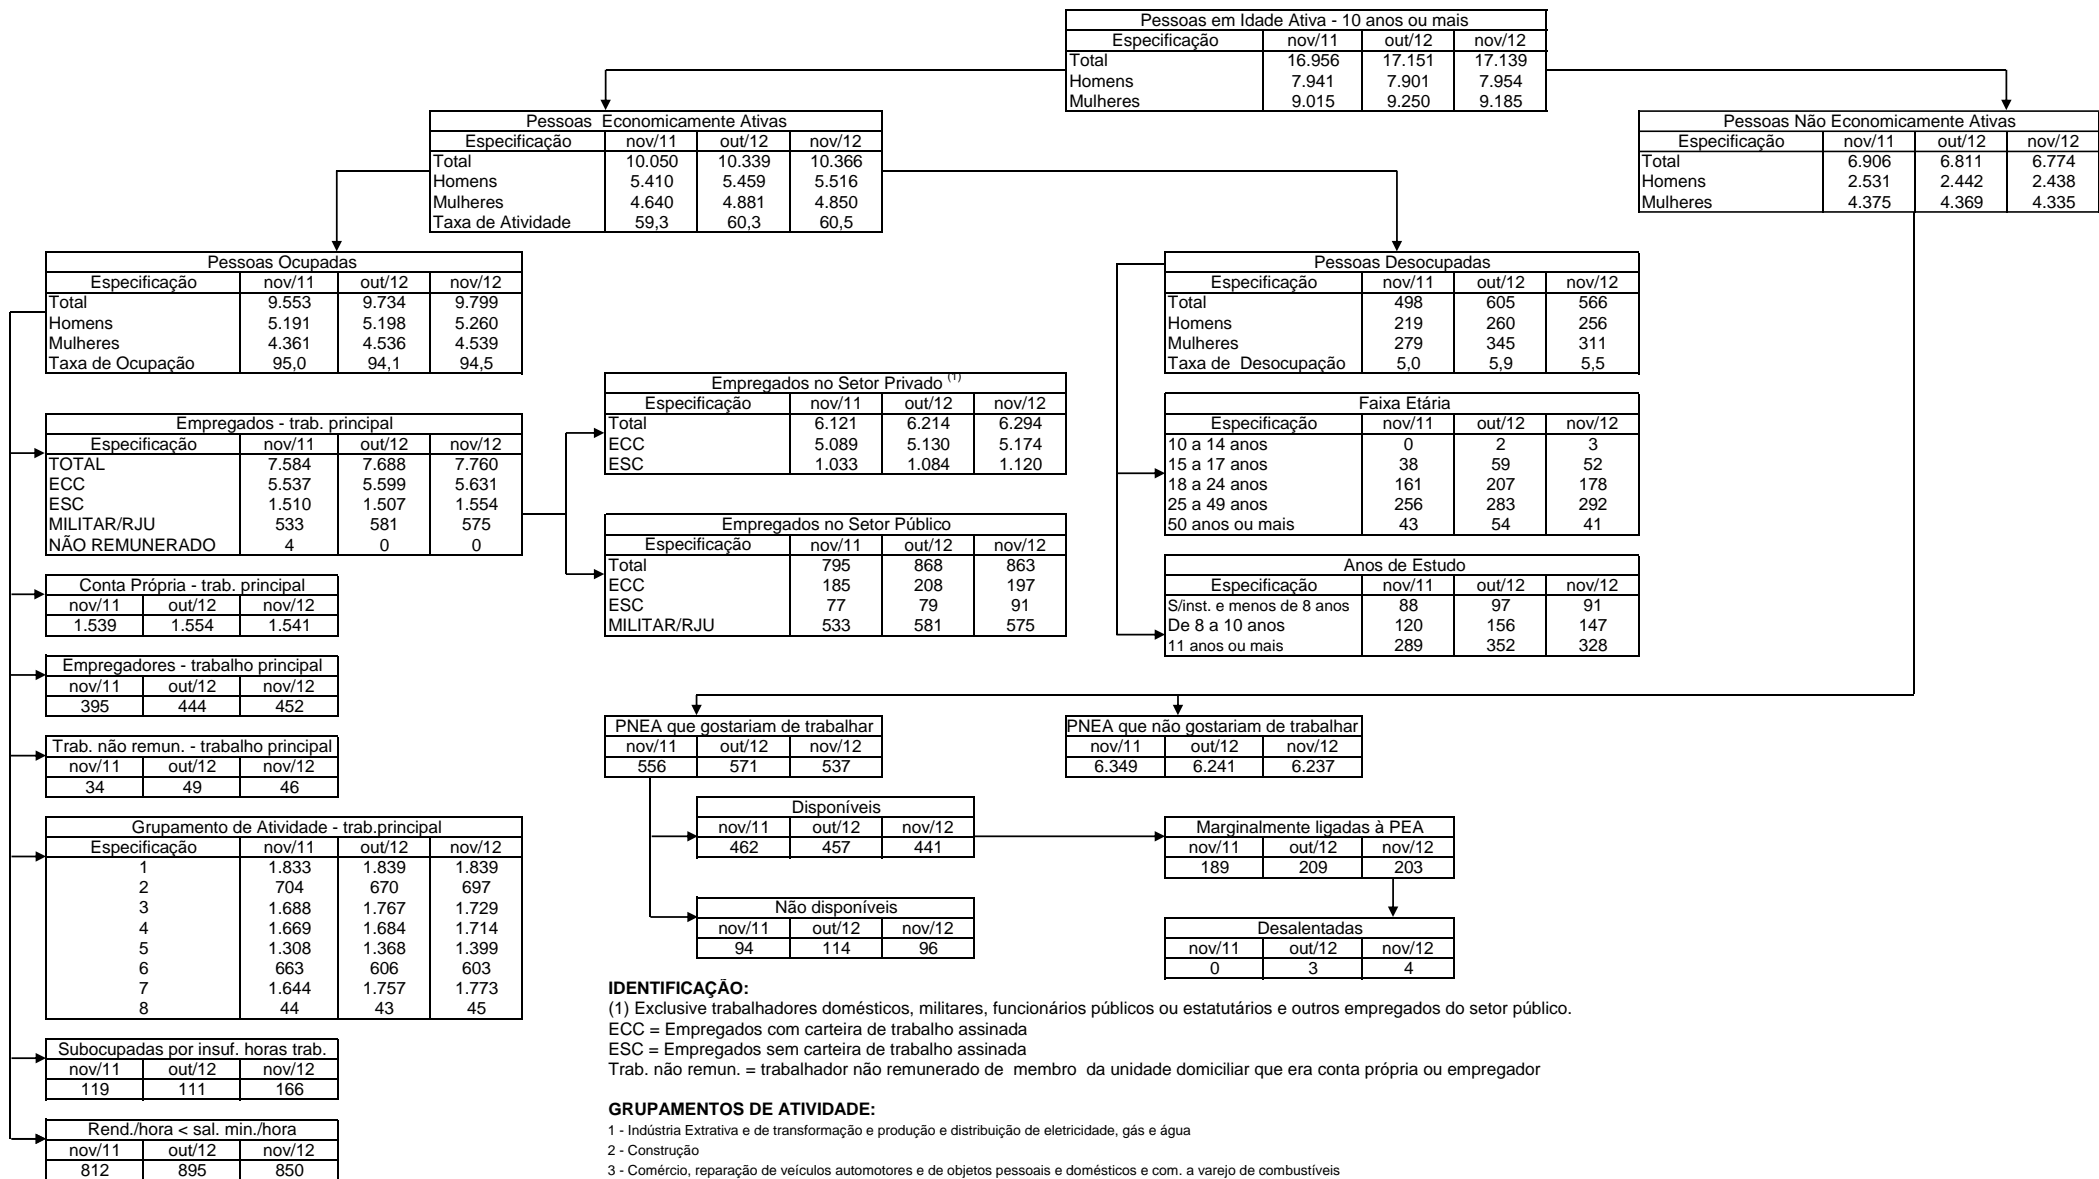 Pessoas em Idade Ativa - 10 anos ou mais
Especificação nov/11 out/12 nov/12
Total 16.956 17.151 17.139
Homens 7.941 7.901 7.954
Mulheres 9.015 9.250 9.185
Pessoas Economicamente Ativas
Especificação nov/11 out/12 nov/12
Total 10.050 10.339 10.366
Homens 5.410 5.459 5.516
Mulheres 4.640 4.881 4.850
Taxa de Atividade 59,3 60,3 60,5
Pessoas Não Economicamente Ativas
Especificação nov/11 out/12 nov/12
Total 6.906 6.811 6.774
Homens 2.531 2.442 2.438
Mulheres 4.375 4.369 4.335
Pessoas Ocupadas
Especificação nov/11 out/12 nov/12
Total 9.553 9.734 9.799
Homens 5.191 5.198 5.260
Mulheres 4.361 4.536 4.539
Taxa de Ocupação 95,0 94,1 94,5
Pessoas Desocupadas
Especificação nov/11 out/12 nov/12
Total 498 605 566
Homens 219 260 256
Mulheres 279 345 311
Taxa de Desocupação 5,0 5,9 5,5
Empregados - trab. principal
Especificação nov/11 out/12 nov/12
TOTAL 7.584 7.688 7.760
ECC 5.537 5.599 5.631
ESC 1.510 1.507 1.554
MILITAR/RJU 533 581 575
NÃO REMUNERADO 4 0 0
Empregados no Setor Privado (1)
Especificação nov/11 out/12 nov/12
Total 6.121 6.214 6.294
ECC 5.089 5.130 5.174
ESC 1.033 1.084 1.120
Empregados no Setor Público
Especificação nov/11 out/12 nov/12
Total 795 868 863
ECC 185 208 197
ESC 77 79 91
MILITAR/RJU 533 581 575
Faixa Etária
Especificação nov/11 out/12 nov/12
10 a 14 anos 0 2 3
15 a 17 anos 38 59 52
18 a 24 anos 161 207 178
25 a 49 anos 256 283 292
50 anos ou mais 43 54 41
Anos de Estudo
Especificação nov/11 out/12 nov/12
S/inst. e menos de 8 anos 88 97 91
De 8 a 10 anos 120 156 147
11 anos ou mais 289 352 328
Conta Própria - trab. principal
nov/11 out/12 nov/12
1.539 1.554 1.541
Empregadores - trabalho principal
nov/11 out/12 nov/12
395 444 452
Trab. não remun. - trabalho principal
nov/11 out/12 nov/12
34 49 46
Grupamento de Atividade - trab.principal
Especificação nov/11 out/12 nov/12
1 1.833 1.839 1.839
2 704 670 697
3 1.688 1.767 1.729
4 1.669 1.684 1.714
5 1.308 1.368 1.399
6 663 606 603
7 1.644 1.757 1.773
8 44 43 45
Subocupadas por insuf. horas trab.
nov/11 out/12 nov/12
119 111 166
Rend./hora < sal. min./hora
nov/11 out/12 nov/12
812 895 850
PNEA que gostariam de trabalhar
nov/11 out/12 nov/12
556 571 537
PNEA que não gostariam de trabalhar
nov/11 out/12 nov/12
6.349 6.241 6.237
Disponíveis
nov/11 out/12 nov/12
462 457 441
Marginalmente ligadas à PEA
nov/11 out/12 nov/12
189 209 203
Não disponíveis
nov/11 out/12 nov/12
94 114 96
Desalentadas
nov/11 out/12 nov/12
0 3 4
IDENTIFICAÇÃO:
(1) Exclusive trabalhadores domésticos, militares, funcionários públicos ou estatutários e outros empregados do setor público.
ECC = Empregados com carteira de trabalho assinada
ESC = Empregados sem carteira de trabalho assinada
Trab. não remun. = trabalhador não remunerado de membro da unidade domiciliar que era conta própria ou empregador
GRUPAMENTOS DE ATIVIDADE:
1 - Indústria Extrativa e de transformação e produção e distribuição de eletricidade, gás e água
2 - Construção
3 - Comércio, reparação de veículos automotores e de objetos pessoais e domésticos e com. a varejo de combustíveis